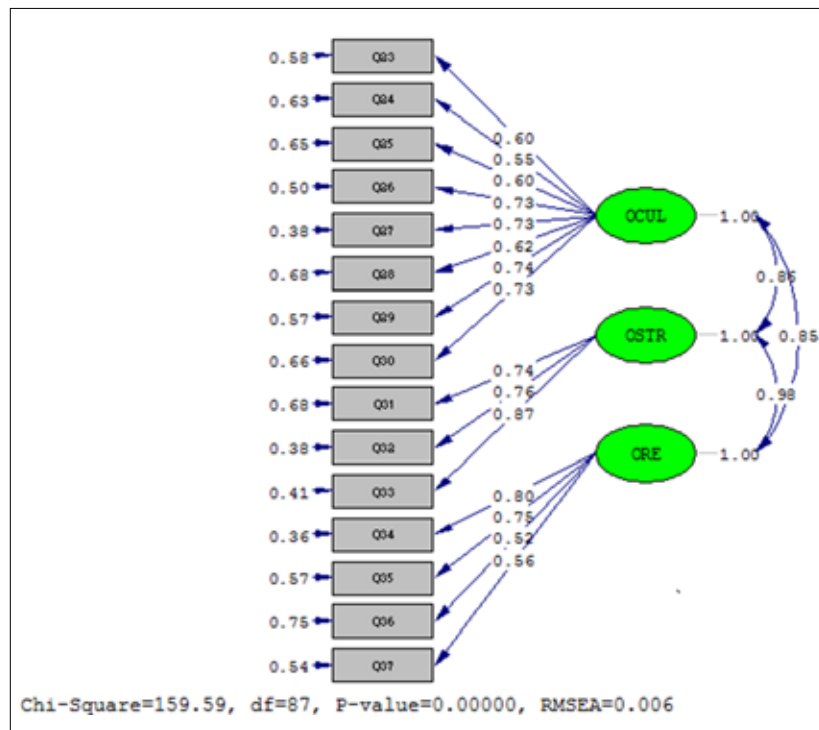 0.58 Q23
0.63 Q24
0.65 Q25
0.50 Q26
0.38 Q27
0.68 Q28
0.57 Q29
0.66 Q30
0.68 Q31
0.38 Q32
0.41 Q33
0.36 Q34
0.57 Q35
0.75 Q36
0.54 Q37
0.60
0.55
0.60
0.73
0.73
0.62
0.74
0.73
0.74
0.76
0.87
0.80
0.75
0.52
0.56
OCUL 1.00
OSTR 1.00
ORE 1.00
0.86
0.85
0.98
Chi-Square=159.59, df=87, P-value=0.00000, RMSEA=0.006